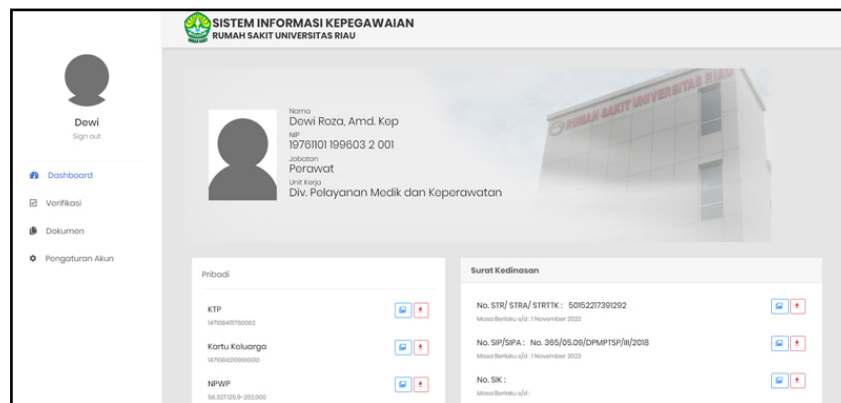 SISTEM INFORMASI KEPEGAWAIAN
RUMAH SAKIT UNIVERSITAS RIAU
Dewi
Sign out
Dashboard
Verifikasi
Dokumen
Pengaturan Akun
RUMAH SAKIT UNIVERSITAS RIAU
Nama
Dewi Roza, Amd. Kep
NIP
19761101 199603 2 001
Jabatan
Perawat
Unit Kerja
Div. Pelayanan Medik dan Keperawatan
Pribadi
KTP
Kartu Keluarga
NPWP
Surat Kedinasan
No. STR/ STRA/ STRTTK : 50152217391292
Masa Berlaku s/d : 1 November 2022
No. SIP/SIPA : No. 365/05.09/DPMPTSP/III/2018
Masa Berlaku s/d : 1 November 2022
No. SIK :
Masa Berlaku s/d :